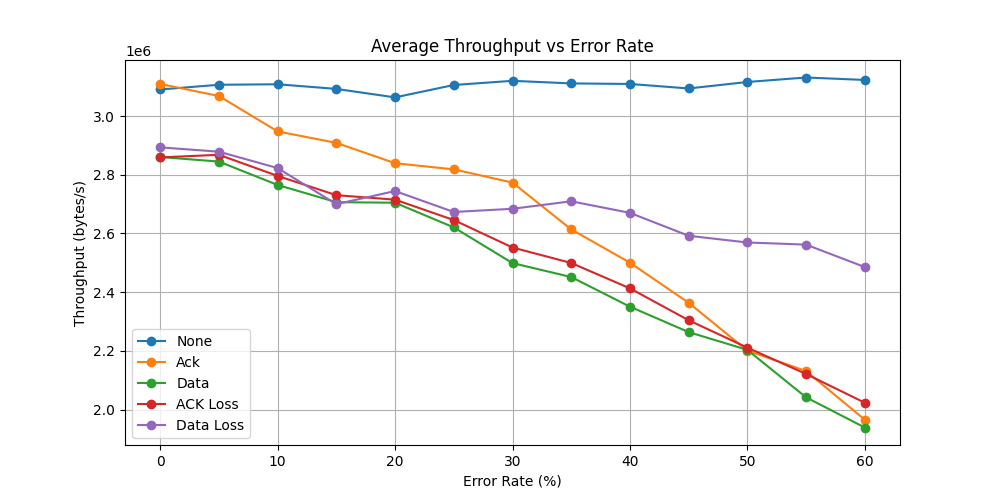 Average Throughput vs Error Rate
1e6
3.0
2.8
2.6
2.4
2.2
2.0
Throughput (bytes/s)
None
Ack
Data
ACK Loss
Data Loss
0 10 20 30 40 50 60
Error Rate (%)